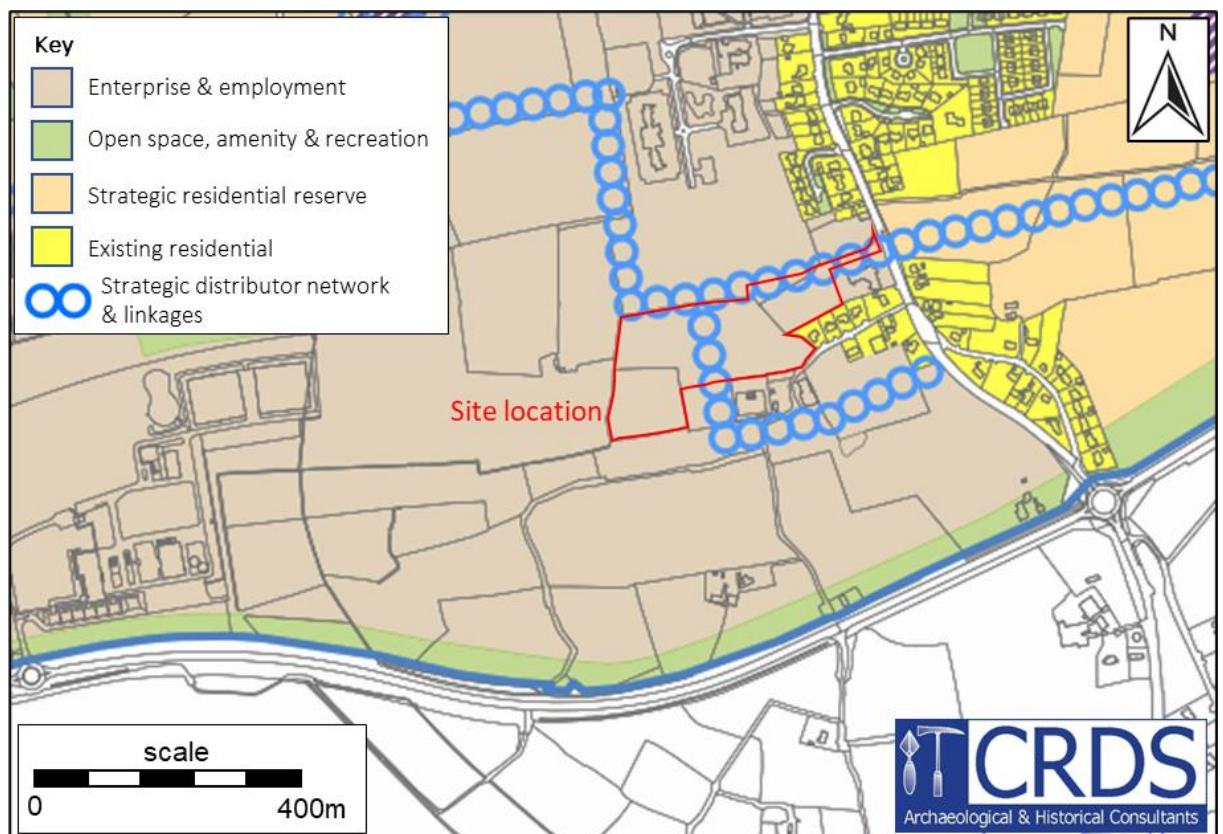 Key
Enterprise & employment
Open space, amenity & recreation
Strategic residential reserve
Existing residential
Strategic distributor network
& linkages
N
Site location
scale
0 400m
CRDS
Archaeological & Historical Consultants